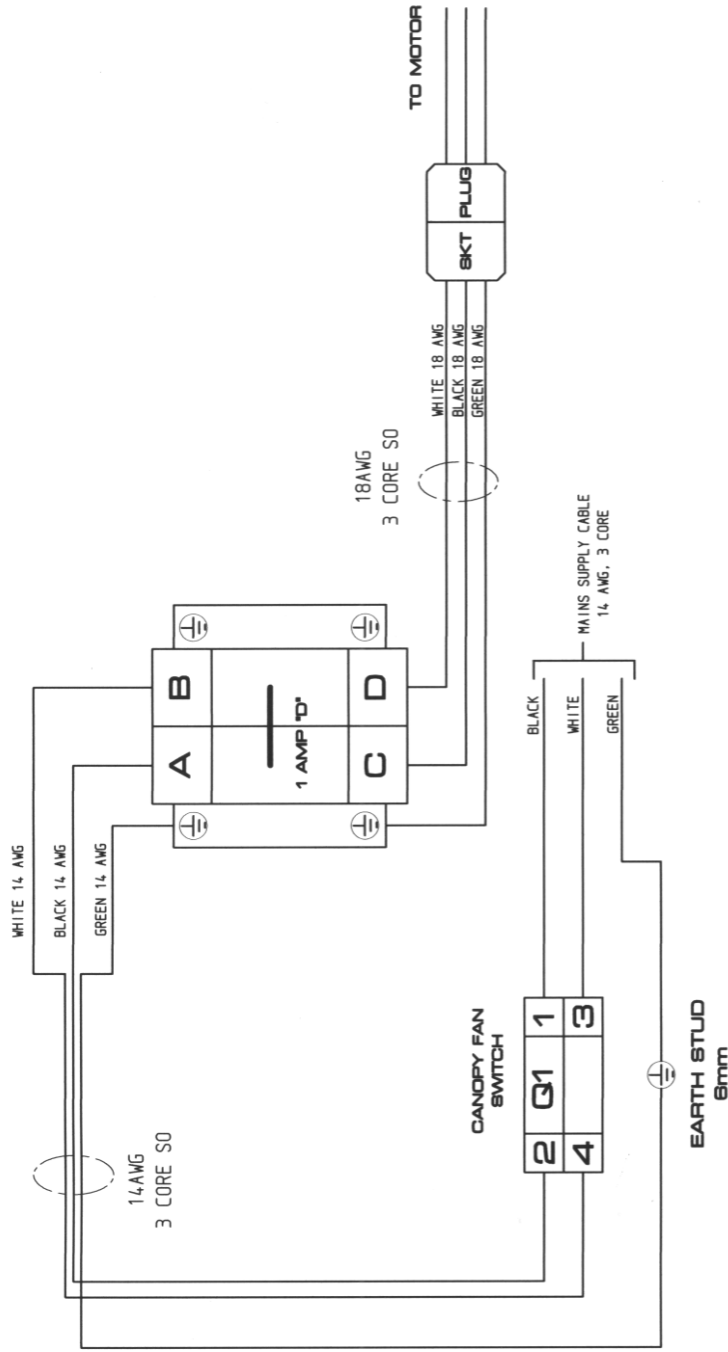 WHITE 14 AWG
BLACK 14 AWG
GREEN 14 AWG
14AWG
3 CORE SO
A
B
1 AMP "D"
C
D
18AWG
3 CORE SO
WHITE 18 AWG
BLACK 18 AWG
GREEN 18 AWG
SKT
PLUG
TO MOTOR
CANOPY FAN
SWITCH
2
Q1
1
4
3
BLACK
WHITE
GREEN
MAINS SUPPLY CABLE
14 AWG, 3 CORE
EARTH STUD
6mm